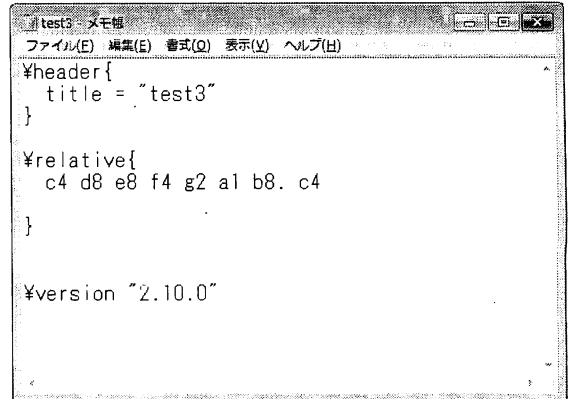 test3 - メモ帳
ファイル(F) 編集(E) 書式(O) 表示(V) ヘルプ(H)
¥header{
title = "test3"
}
¥relative{
c4 d8 e8 f4 g2 a1 b8. c4
}
¥version "2.10.0"